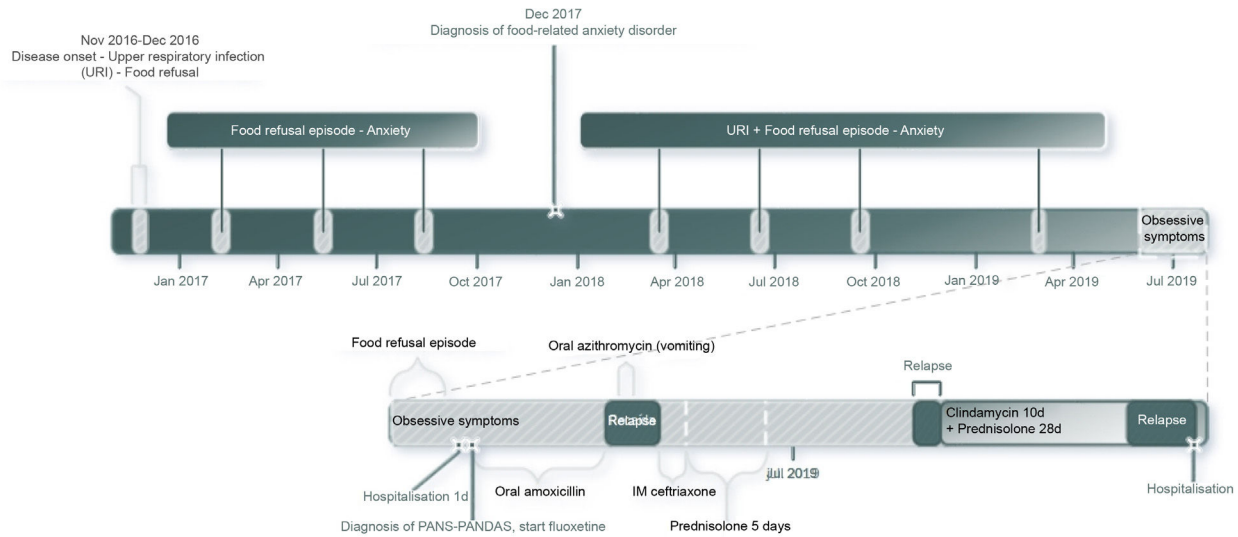 Dec 2017
Diagnosis of food-related anxiety disorder
Nov 2016-Dec 2016
Disease onset - Upper respiratory infection
(URI) - Food refusal
Food refusal episode - Anxiety
URI + Food refusal episode - Anxiety
Obsessive
symptoms
Jan 2017
Apr 2017
Jul 2017
Oct 2017
Jan 2018
Apr 2018
Jul 2018
Oct 2018
Jan 2019
Apr 2019
Jul 2019
Food refusal episode
Oral azithromycin (vomiting)
Relapse
Obsessive symptoms
Relapse
Clindamycin 10d
+ Prednisolone 28d
Relapse
Jul 2019
Hospitalisation 1d
Oral amoxicillin
IM ceftriaxone
Hospitalisation
Diagnosis of PANS-PANDAS, start fluoxetine
Prednisolone 5 days